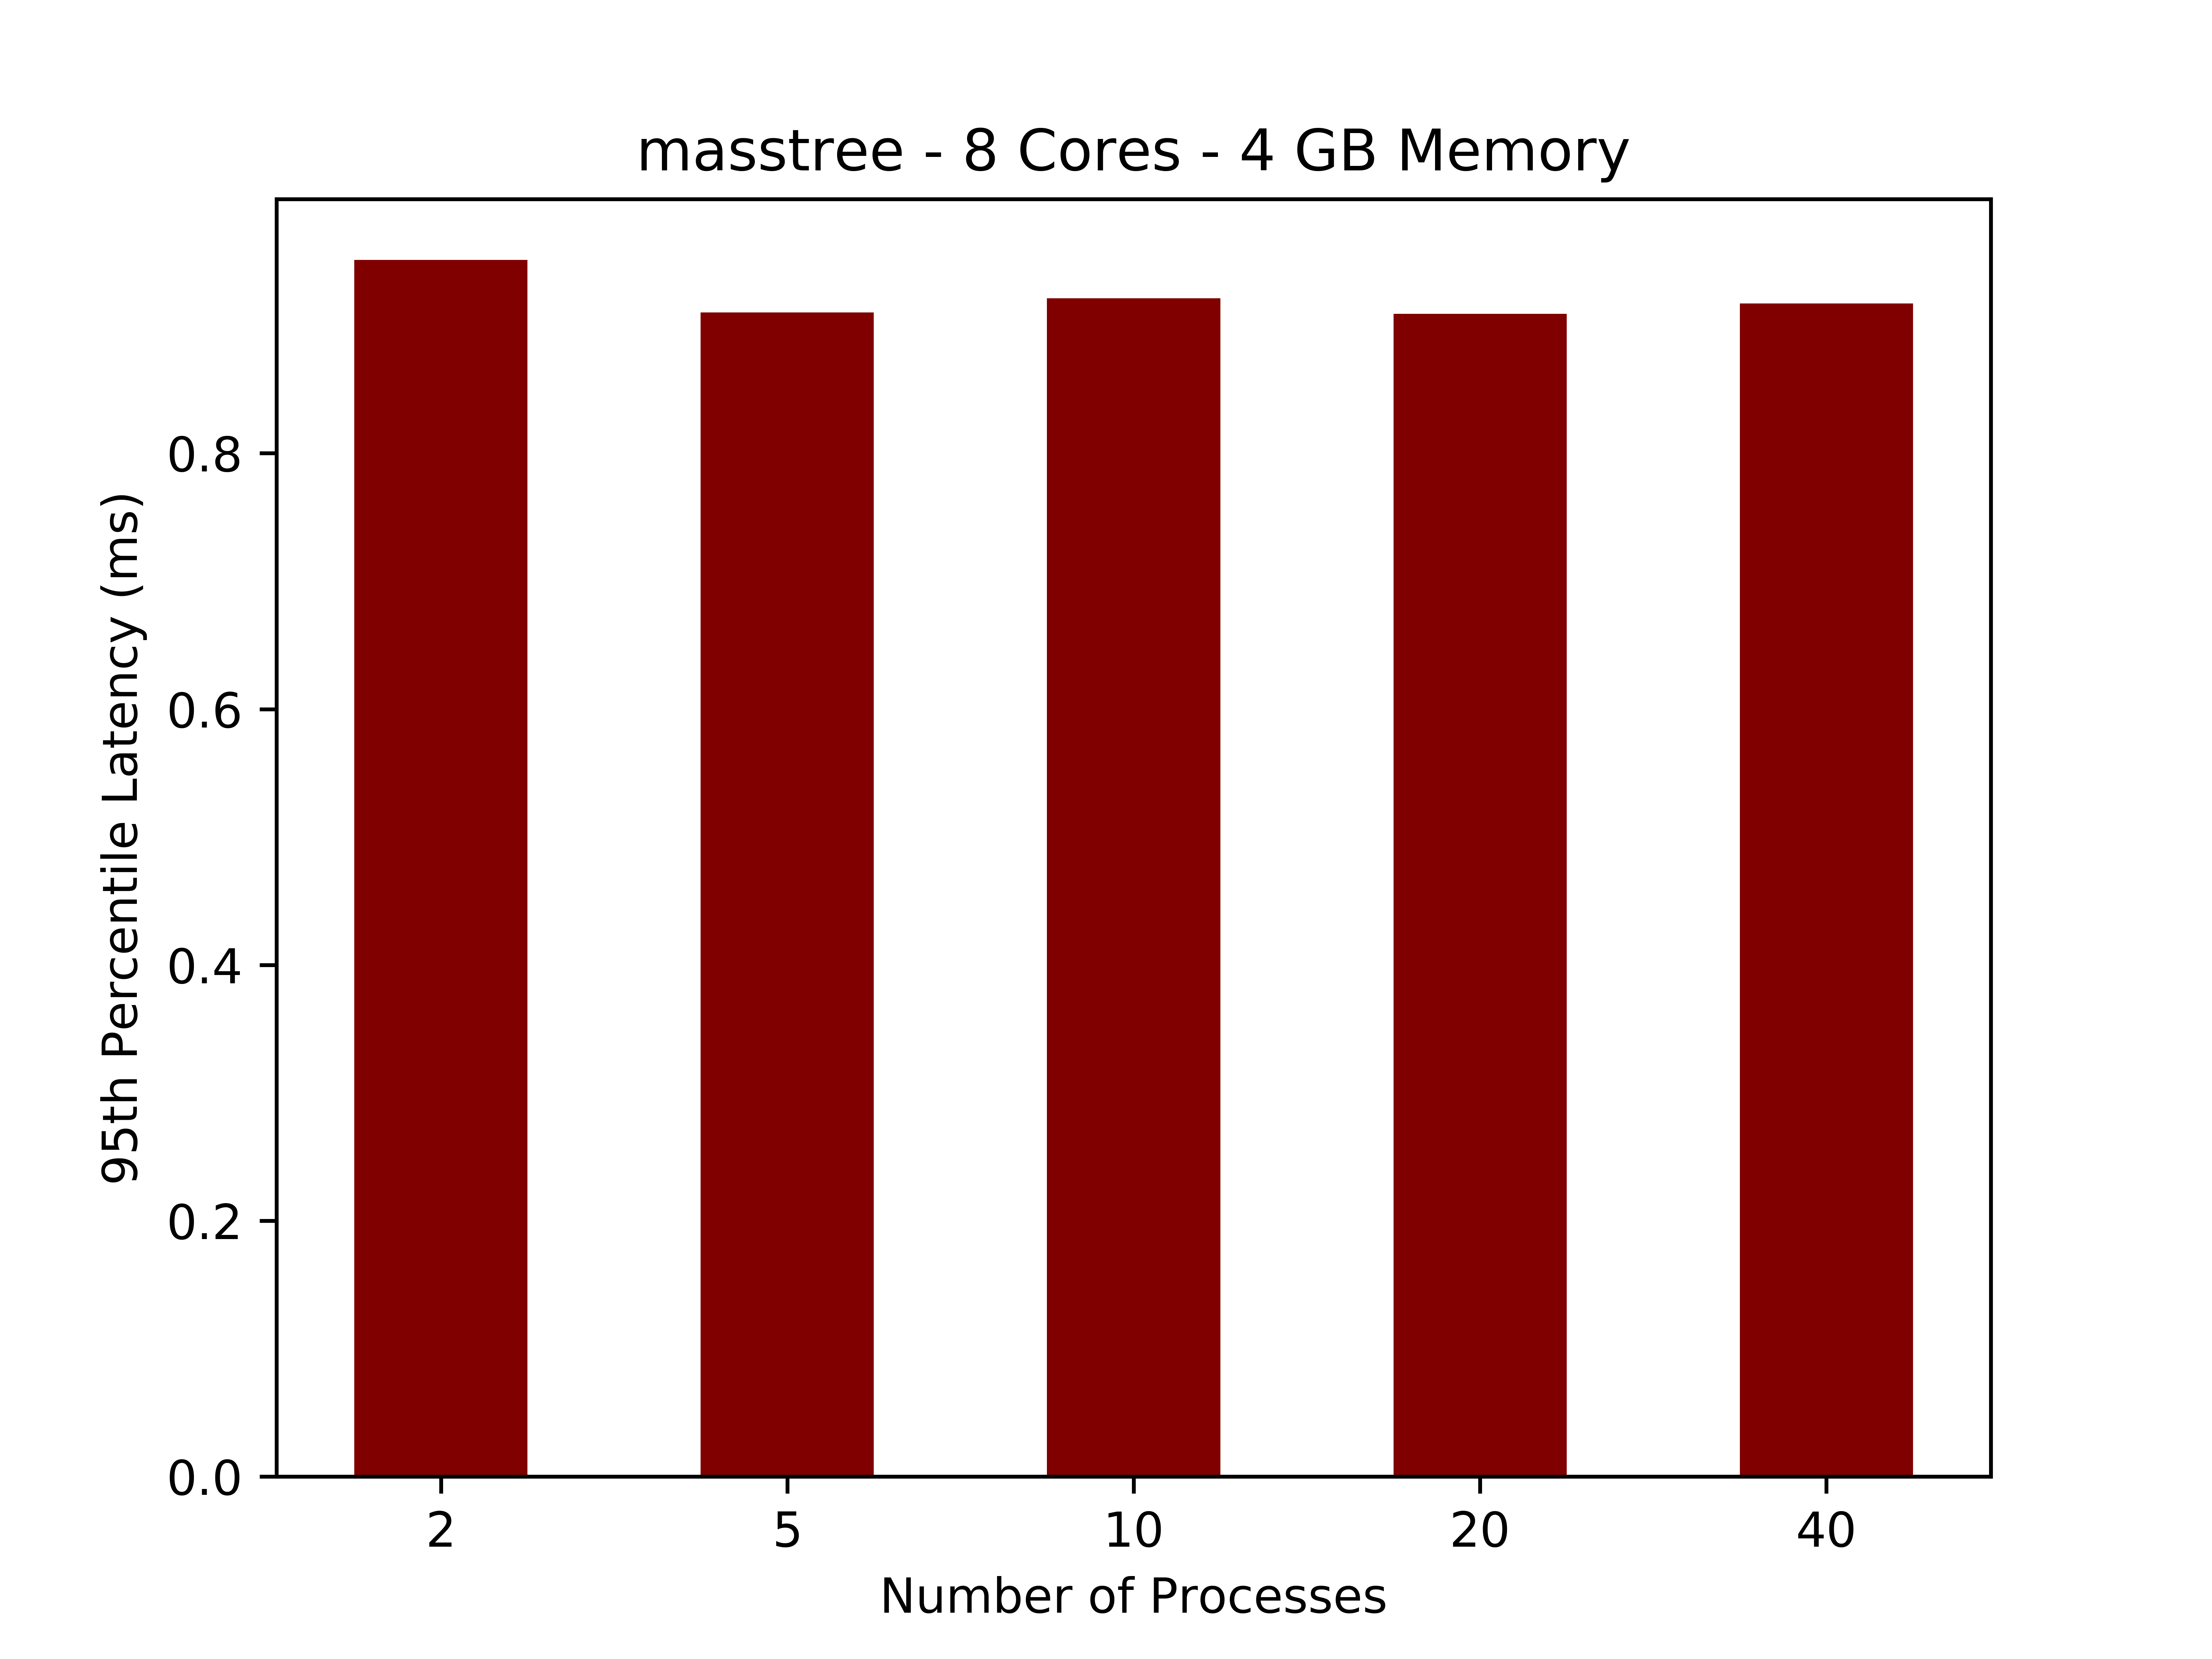 masstree - 8 Cores - 4 GB Memory
95th Percentile Latency (ms)
0.8
0.6
0.4
0.2
0.0
2 5 10 20 40
Number of Processes